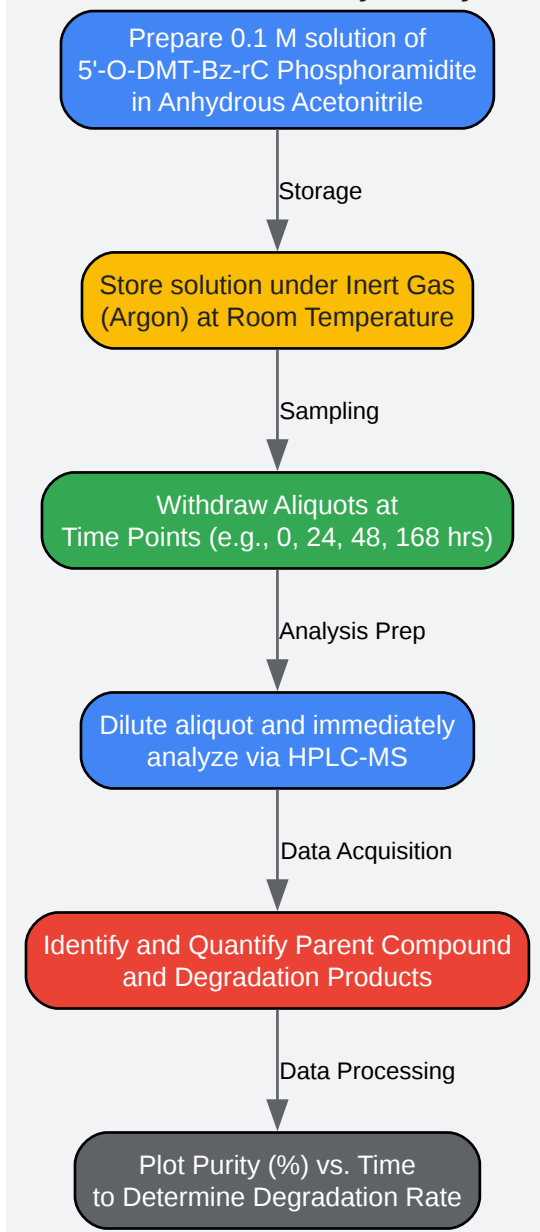 Prepare 0.1 M solution of
5'-O-DMT-Bz-rC Phosphoramidite
in Anhydrous Acetonitrile
Storage
Store solution under Inert Gas
(Argon) at Room Temperature
Sampling
Withdraw Aliquots at
Time Points (e.g., 0, 24, 48, 168 hrs)
Analysis Prep
Dilute aliquot and immediately
analyze via HPLC-MS
Data Acquisition
Identify and Quantify Parent Compound
and Degradation Products
Data Processing
Plot Purity (%) vs. Time
to Determine Degradation Rate